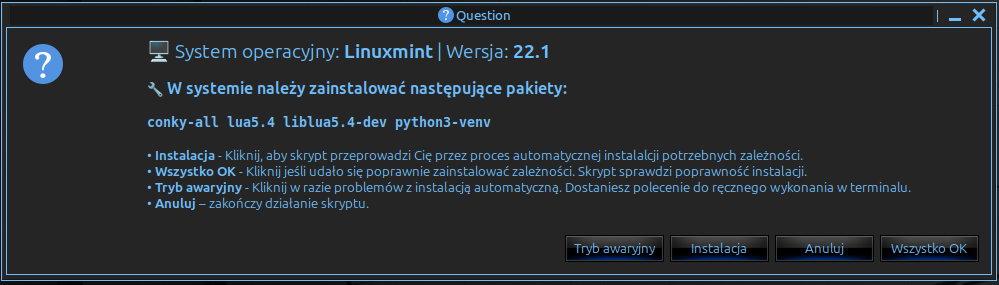 Question
System operacyjny: Linuxmint | Wersja: 22.1
W systemie należy zainstalować następujące pakiety:
conky-all lua5.4 liblua5.4-dev python3-venv
• Instalacja - Kliknij, aby skrypt przeprowadzi Cię przez proces automatycznej instalalcji potrzebnych zależności.
• Wszystko OK - Kliknij jeśli udało się poprawnie zainstalować zależności. Skrypt sprawdzi poprawność instalacji.
• Tryb awaryjny - Kliknij w razie problemów z instalacją automatyczną. Dostaniesz polecenie do ręcznego wykonania w terminalu.
• Anuluj – zakończy działanie skryptu.
Tryb awaryjny Instalacja Anuluj Wszystko OK